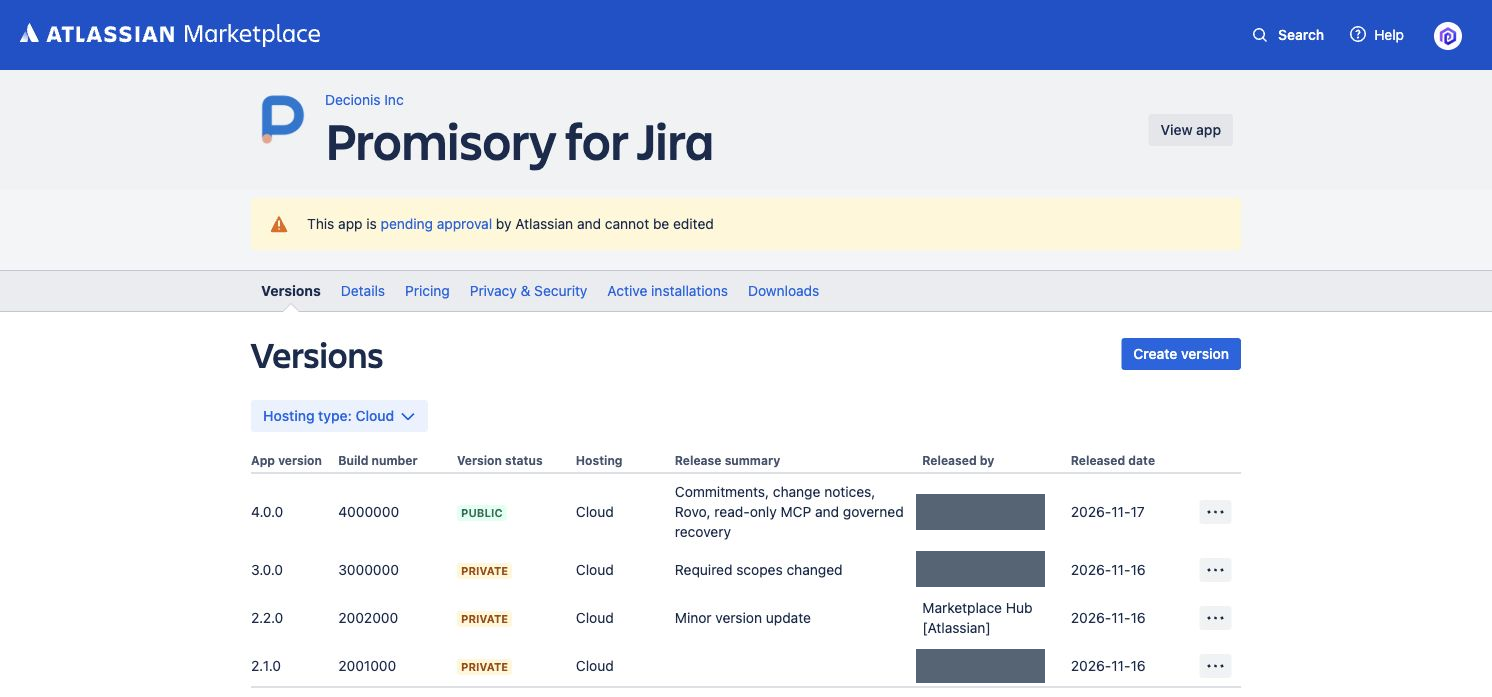 ATLASSIAN Marketplace
Search
Help
Decionis Inc
Promisory for Jira
View app
This app is pending approval by Atlassian and cannot be edited
Versions Details Pricing Privacy & Security Active installations Downloads
Versions
Create version
Hosting type: Cloud
App version Build number Version status Hosting Release summary Released by Released date
4.0.0 4000000 PUBLIC Cloud Commitments, change notices, Rovo, read-only MCP and governed recovery 2026-11-17
3.0.0 3000000 PRIVATE Cloud Required scopes changed 2026-11-16
2.2.0 2002000 PRIVATE Cloud Minor version update Marketplace Hub [Atlassian] 2026-11-16
2.1.0 2001000 PRIVATE Cloud 2026-11-16